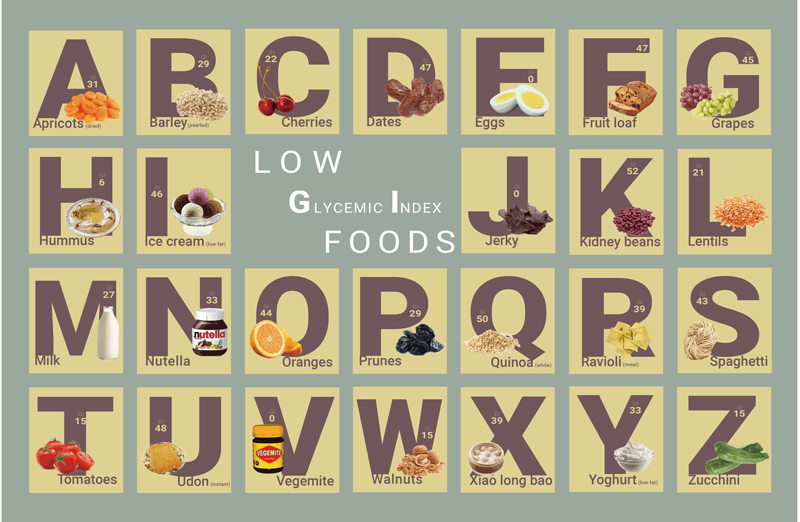 A
GI
31
Apricots (dried)
B
GI
29
Barley (pearled)
C
GI
22
Cherries
D
GI
47
Dates
E
GI
0
Eggs
F
GI
47
Fruit loaf
G
GI
45
Grapes
H
GI
6
Hummus
I
GI
46
Ice cream (low fat)
LOW
GLYCEMIC INDEX
FOODS
J
GI
0
Jerky
K
GI
52
Kidney beans
L
GI
21
Lentils
M
GI
27
Milk
N
GI
33
nutella
Nutella
O
GI
44
Oranges
P
GI
29
Prunes
Q
GI
50
Quinoa (white)
R
GI
39
Ravioli (meat)
S
GI
43
Spaghetti
T
GI
15
Tomatoes
U
GI
48
Udon (instant)
V
GI
0
VEGEMITE
Vegemite
W
GI
15
Walnuts
X
GI
39
Xiao long bao
Y
GI
33
Yoghurt (low fat)
Z
GI
15
Zucchini